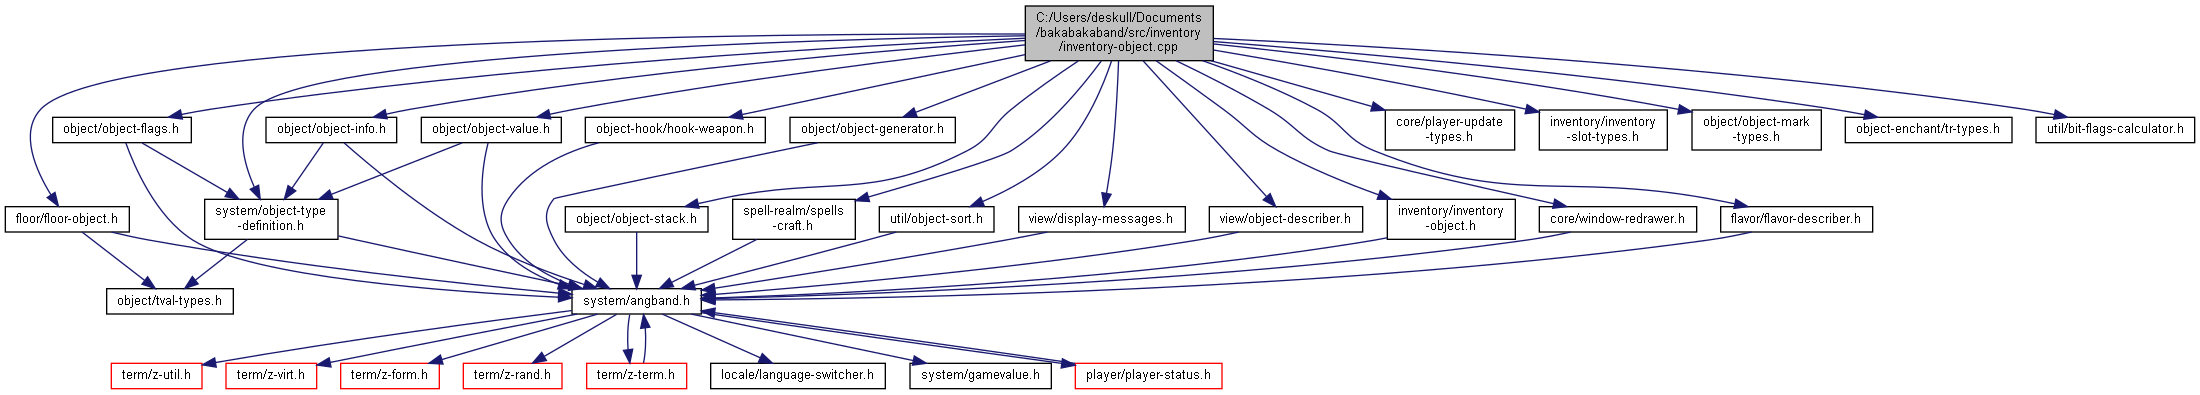 C:/Users/deskull/Documents
/bakabakaband/src/inventory
/inventory-object.cpp
object/object-flags.h
object/object-info.h
object/object-value.h
object-hook/hook-weapon.h
object/object-generator.h
core/player-update
-types.h
inventory/inventory
-slot-types.h
object/object-mark
-types.h
object-enchant/tr-types.h
util/bit-flags-calculator.h
floor/floor-object.h
system/object-type
-definition.h
object/object-stack.h
spell-realm/spells
-craft.h
util/object-sort.h
view/display-messages.h
view/object-describer.h
inventory/inventory
-object.h
core/window-redrawer.h
flavor/flavor-describer.h
object/tval-types.h
system/angband.h
term/z-util.h
term/z-virt.h
term/z-form.h
term/z-rand.h
term/z-term.h
locale/language-switcher.h
system/gamevalue.h
player/player-status.h